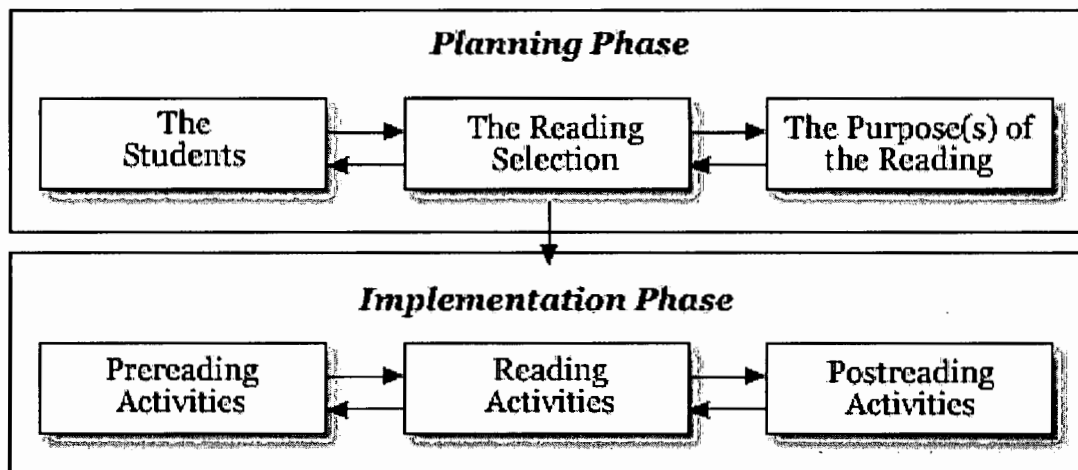 Planning Phase
The
Students
The Reading
Selection
The Purpose(s) of
the Reading
Implementation Phase
Prereading
Activities
Reading
Activities
Postreading
Activities